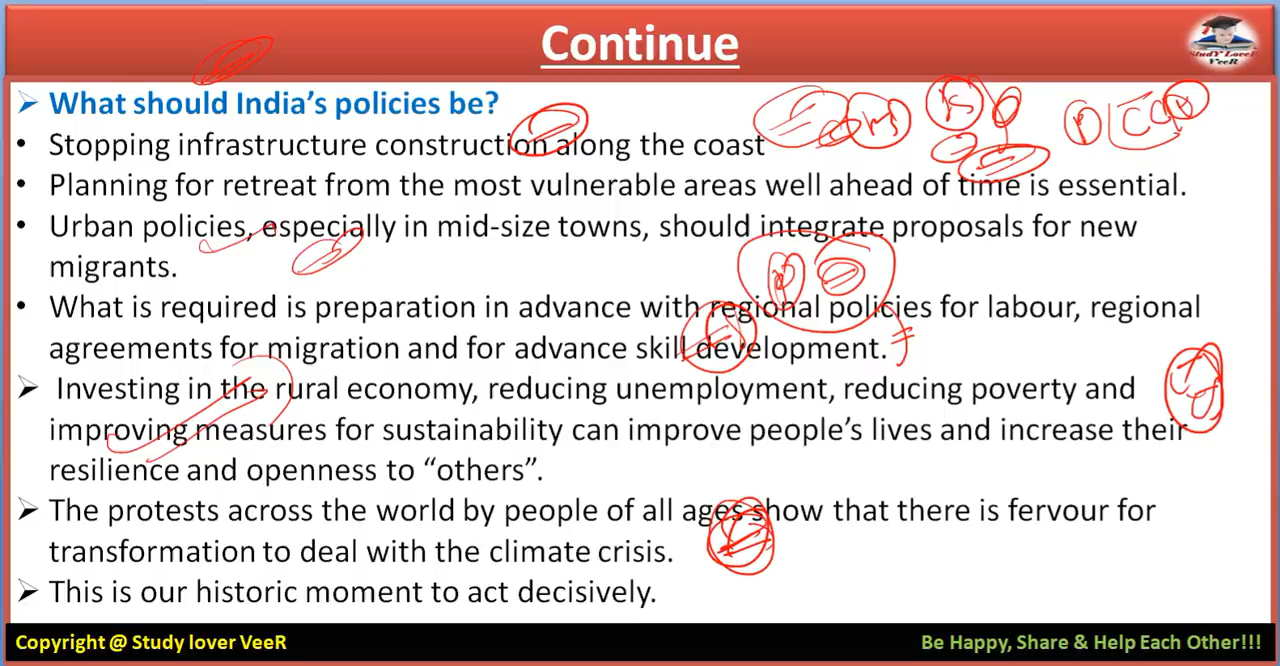 Continue
StudY LoveR
VeeR
➢ What should India's policies be?
• Stopping infrastructure construction along the coast
• Planning for retreat from the most vulnerable areas well ahead of time is essential.
• Urban policies, especially in mid-size towns, should integrate proposals for new
migrants.
• What is required is preparation in advance with regional policies for labour, regional
agreements for migration and for advance skill development.
➢ Investing in the rural economy, reducing unemployment, reducing poverty and
improving measures for sustainability can improve people's lives and increase their
resilience and openness to “others”.
➢ The protests across the world by people of all ages show that there is fervour for
transformation to deal with the climate crisis.
➢ This is our historic moment to act decisively.
Copyright @ Study lover VeeR
Be Happy, Share & Help Each Other!!!